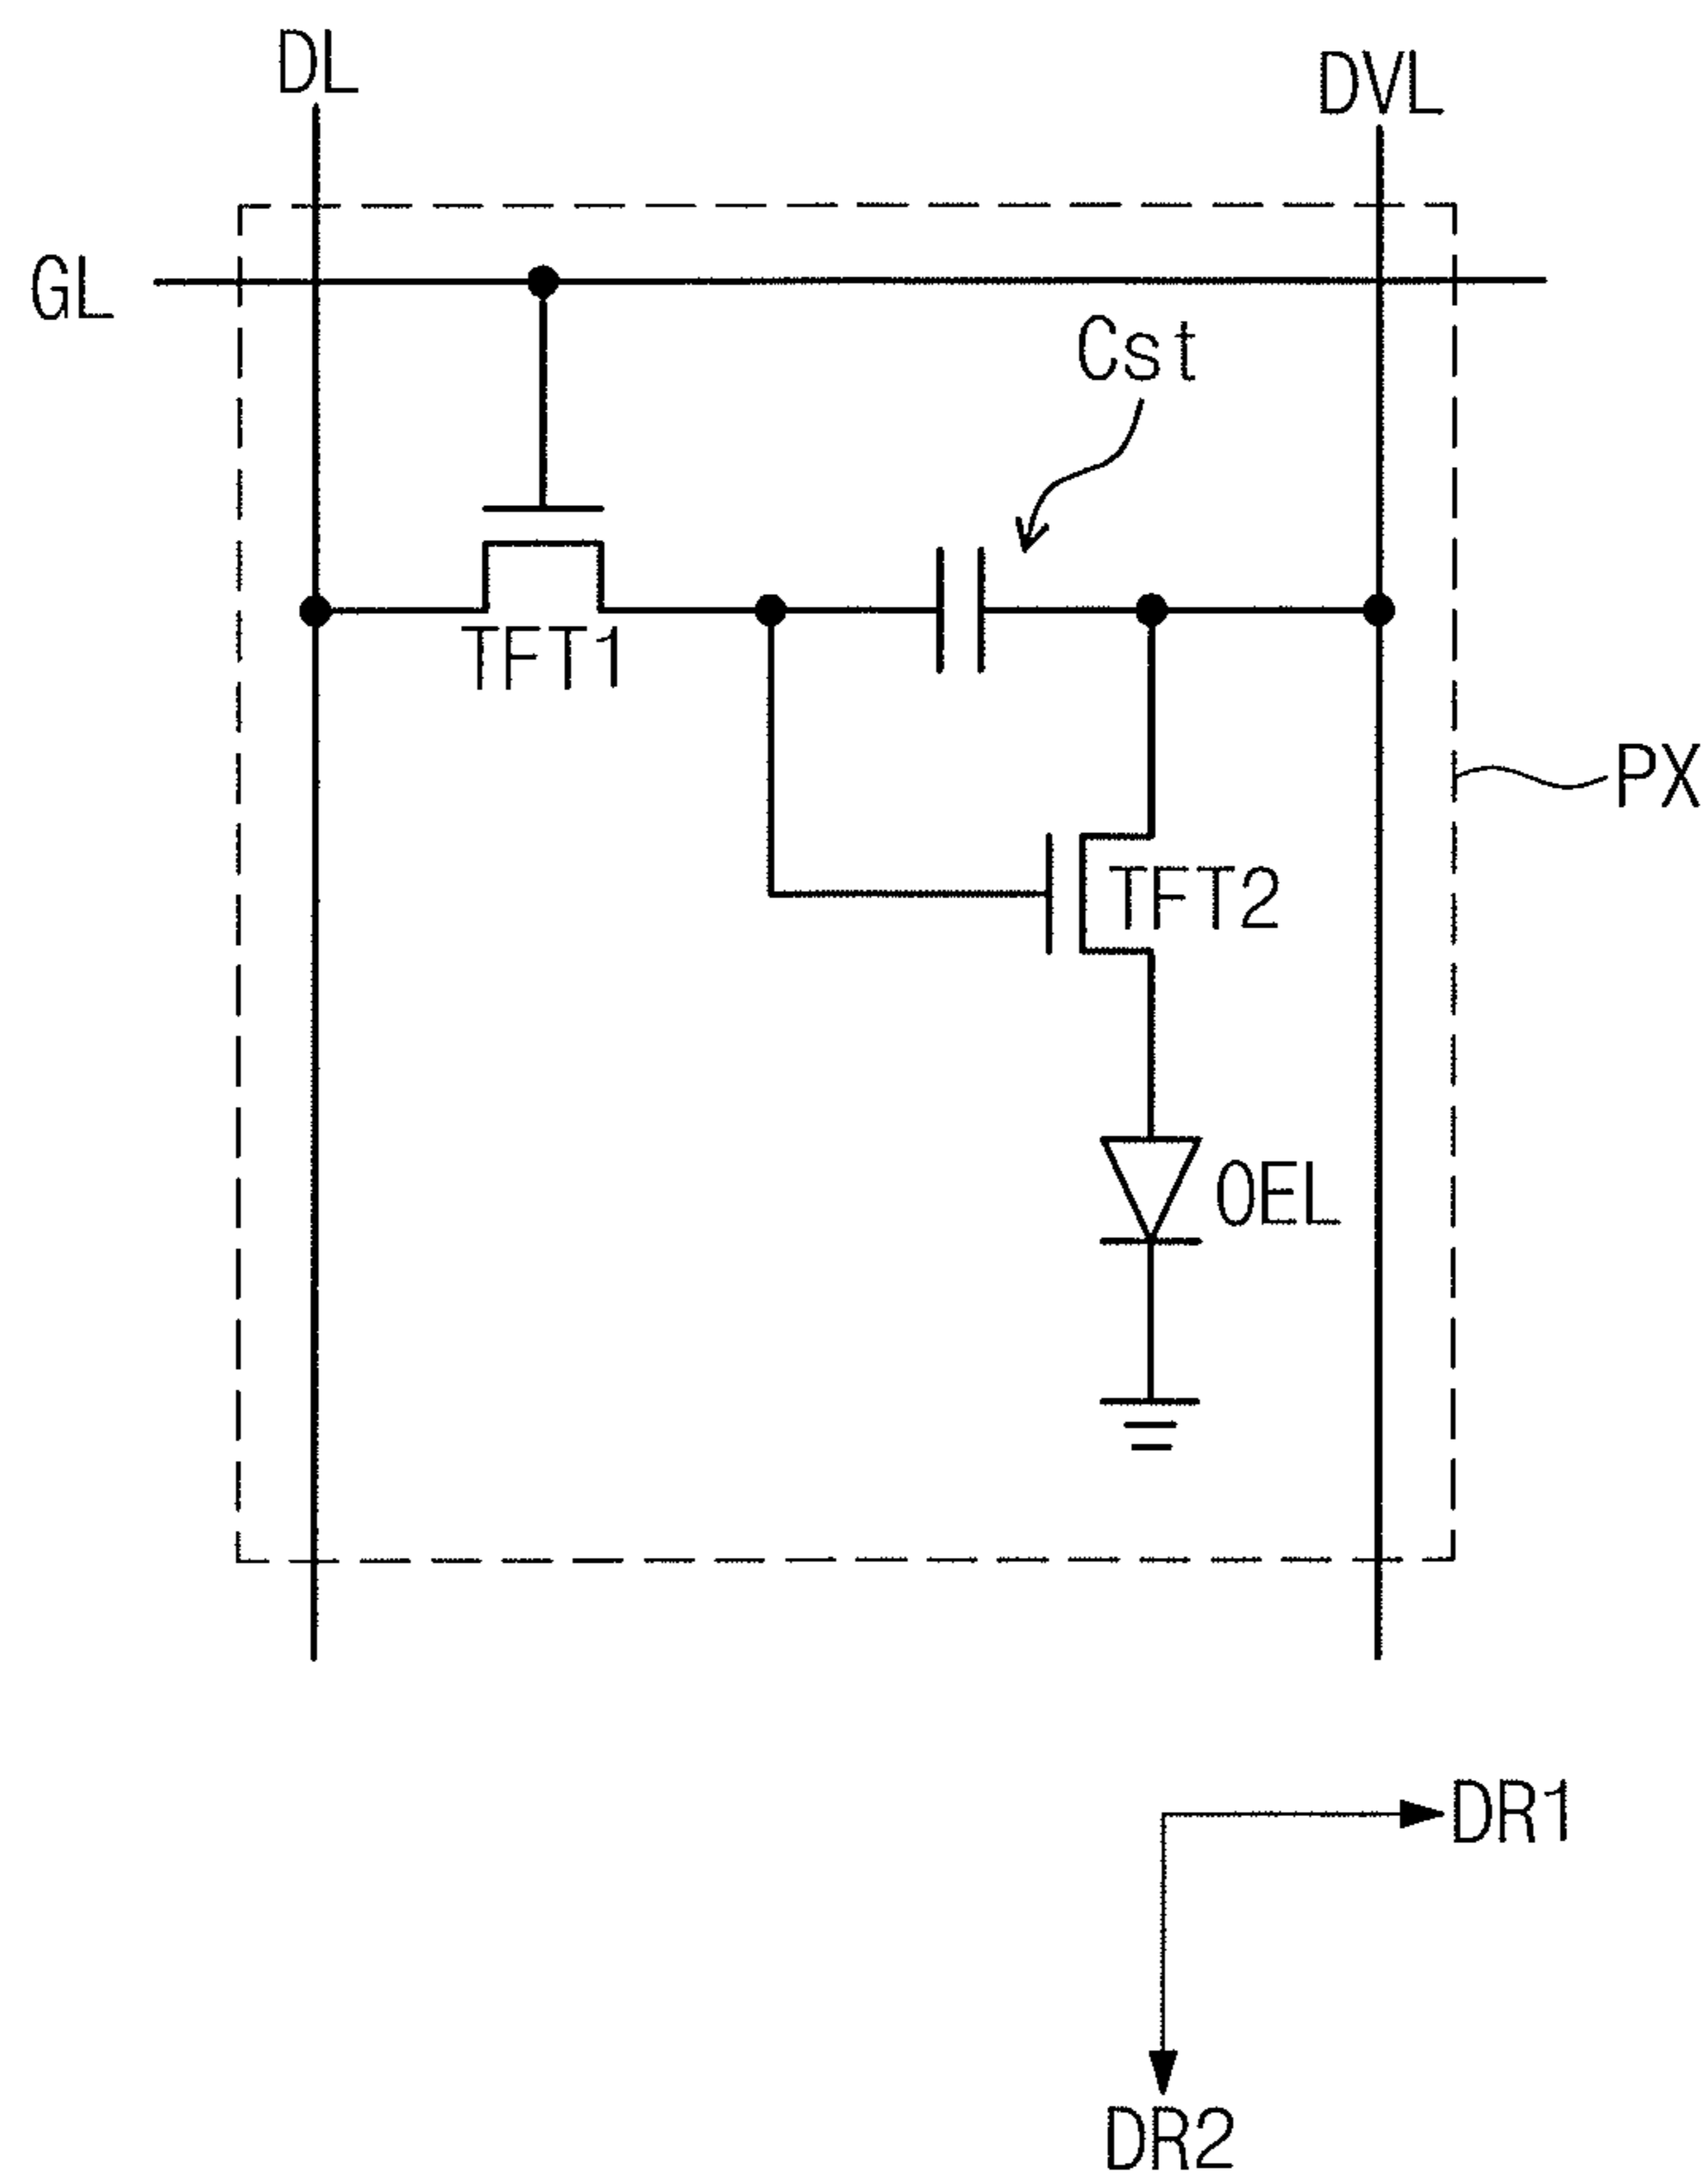 DL
DVL
GL
Cst
TFT1
PX
TFT2
OEL
DR1
DR2